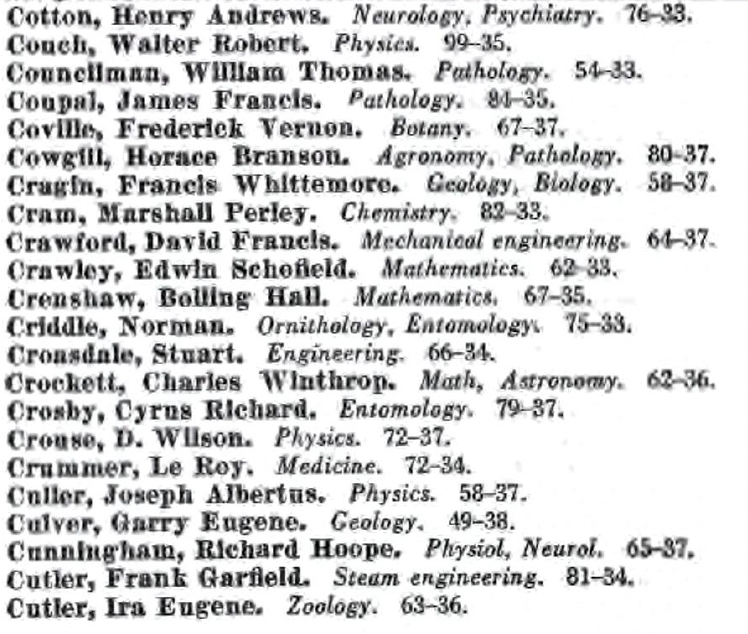 Cotton, Henry Andrews. Neurology, Psychiatry. 76–33.
Couch, Walter Robert. Physics. 99–35.
Councilman, William Thomas. Pathology. 54–33.
Coupal, James Francis. Pathology. 84–35.
Coville, Frederick Vernon. Botany. 67–37.
Cowgill, Horace Branson. Agronomy, Pathology. 80–37.
Cragin, Francis Whittemore. Geology, Biology. 58–37.
Cram, Marshall Perley. Chemistry. 82–33.
Crawford, David Francis. Mechanical engineering. 64–37.
Crawley, Edwin Schofield. Mathematics. 62–33.
Crenshaw, Bolling Hall. Mathematics. 67–35.
Criddle, Norman. Ornithology, Entomology. 75–33.
Croasdale, Stuart. Engineering. 66–34.
Crockett, Charles Winthrop. Math, Astronomy. 62–36.
Crosby, Cyrus Richard. Entomology. 79–37.
Crouse, D. Wilson. Physics. 72–37.
Crummer, Le Roy. Medicine. 72–34.
Culler, Joseph Albertus. Physics. 58–37.
Culver, Garry Eugene. Geology. 49–38.
Cunningham, Richard Hoope. Physiol, Neurol. 65–37.
Cutler, Frank Garfield. Steam engineering. 81–34.
Cutler, Ira Eugene. Zoology. 63–36.